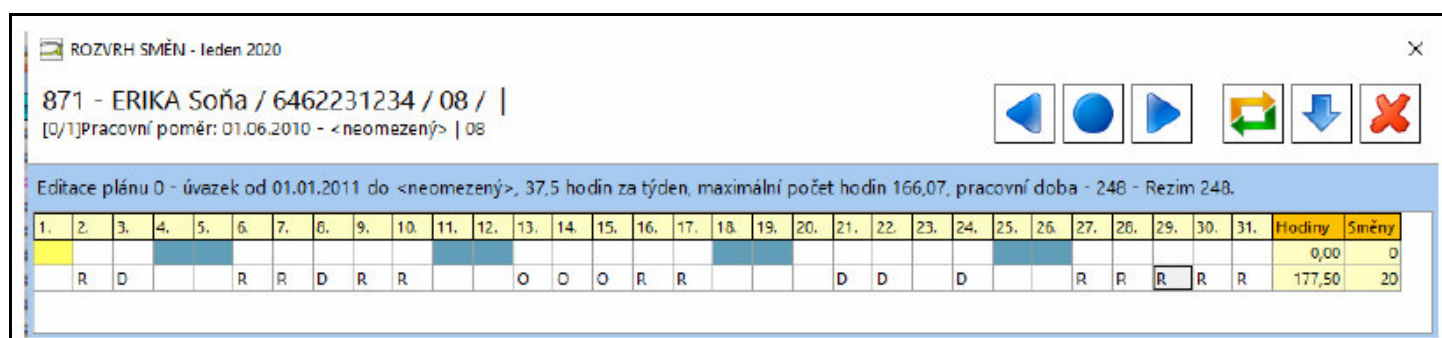 ROZVRH SMĚN - leden 2020
871 - ERIKA Soňa / 6462231234 / 08 / |
[0/1]Pracovní poměr: 01.06.2010 - <neomezený> | 08
Editace plánu 0 - úvazek od 01.01.2011 do <neomezený>, 37,5 hodin za týden, maximální počet hodin 166,07, pracovní doba - 248 - Rezim 248.
1. 2. 3. 4. 5. 6. 7. 8. 9. 10. 11. 12. 13. 14. 15. 16. 17. 18. 19. 20. 21. 22. 23. 24. 25. 26. 27. 28. 29. 30. 31. Hodiny Směny
0,00 0
R D R R D R R O O O R R D D D R R R R R 177,50 20